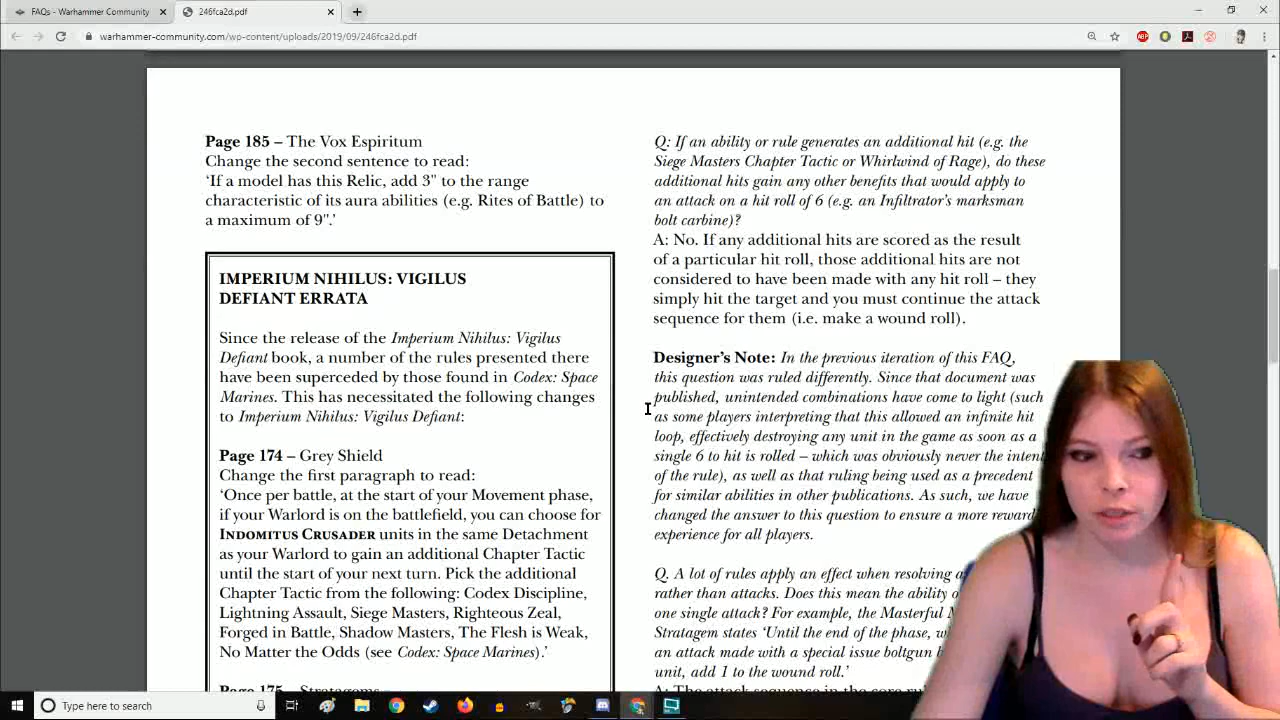 FAQs - Warhammer Community
246fca2d.pdf
warhammer-community.com/wp-content/uploads/2019/09/246fca2d.pdf
Page 185 – The Vox Espiritum
Change the second sentence to read:
‘If a model has this Relic, add 3" to the range
characteristic of its aura abilities (e.g. Rites of Battle) to
a maximum of 9".’
IMPERIUM NIHILUS: VIGILUS
DEFIANT ERRATA
Since the release of the Imperium Nihilus: Vigilus
Defiant book, a number of the rules presented there
have been superceded by those found in Codex: Space
Marines. This has necessitated the following changes
to Imperium Nihilus: Vigilus Defiant:
Page 174 – Grey Shield
Change the first paragraph to read:
‘Once per battle, at the start of your Movement phase,
if your Warlord is on the battlefield, you can choose for
INDOMITUS CRUSADER units in the same Detachment
as your Warlord to gain an additional Chapter Tactic
until the start of your next turn. Pick the additional
Chapter Tactic from the following: Codex Discipline,
Lightning Assault, Siege Masters, Righteous Zeal,
Forged in Battle, Shadow Masters, The Flesh is Weak,
No Matter the Odds (see Codex: Space Marines).’
Page 175 – Stratagems
Q: If an ability or rule generates an additional hit (e.g. the
Siege Masters Chapter Tactic or Whirlwind of Rage), do these
additional hits gain any other benefits that would apply to
an attack on a hit roll of 6 (e.g. an Infiltrator’s marksman
bolt carbine)?
A: No. If any additional hits are scored as the result
of a particular hit roll, those additional hits are not
considered to have been made with any hit roll – they
simply hit the target and you must continue the attack
sequence for them (i.e. make a wound roll).
Designer’s Note: In the previous iteration of this FAQ,
this question was ruled differently. Since that document was
published, unintended combinations have come to light (such
as some players interpreting that this allowed an infinite hit
loop, effectively destroying any unit in the game as soon as a
single 6 to hit is rolled – which was obviously never the intent
of the rule), as well as that ruling being used as a precedent
for similar abilities in other publications. As such, we have
changed the answer to this question to ensure a more reward
experience for all players.
Q. A lot of rules apply an effect when resolving a
rather than attacks. Does this mean the ability o
one single attack? For example, the Masterful M
Stratagem states ‘Until the end of the phase, w
an attack made with a special issue boltgun b
unit, add 1 to the wound roll.’
A: The attack sequence in the core ru
ABP
Type here to search